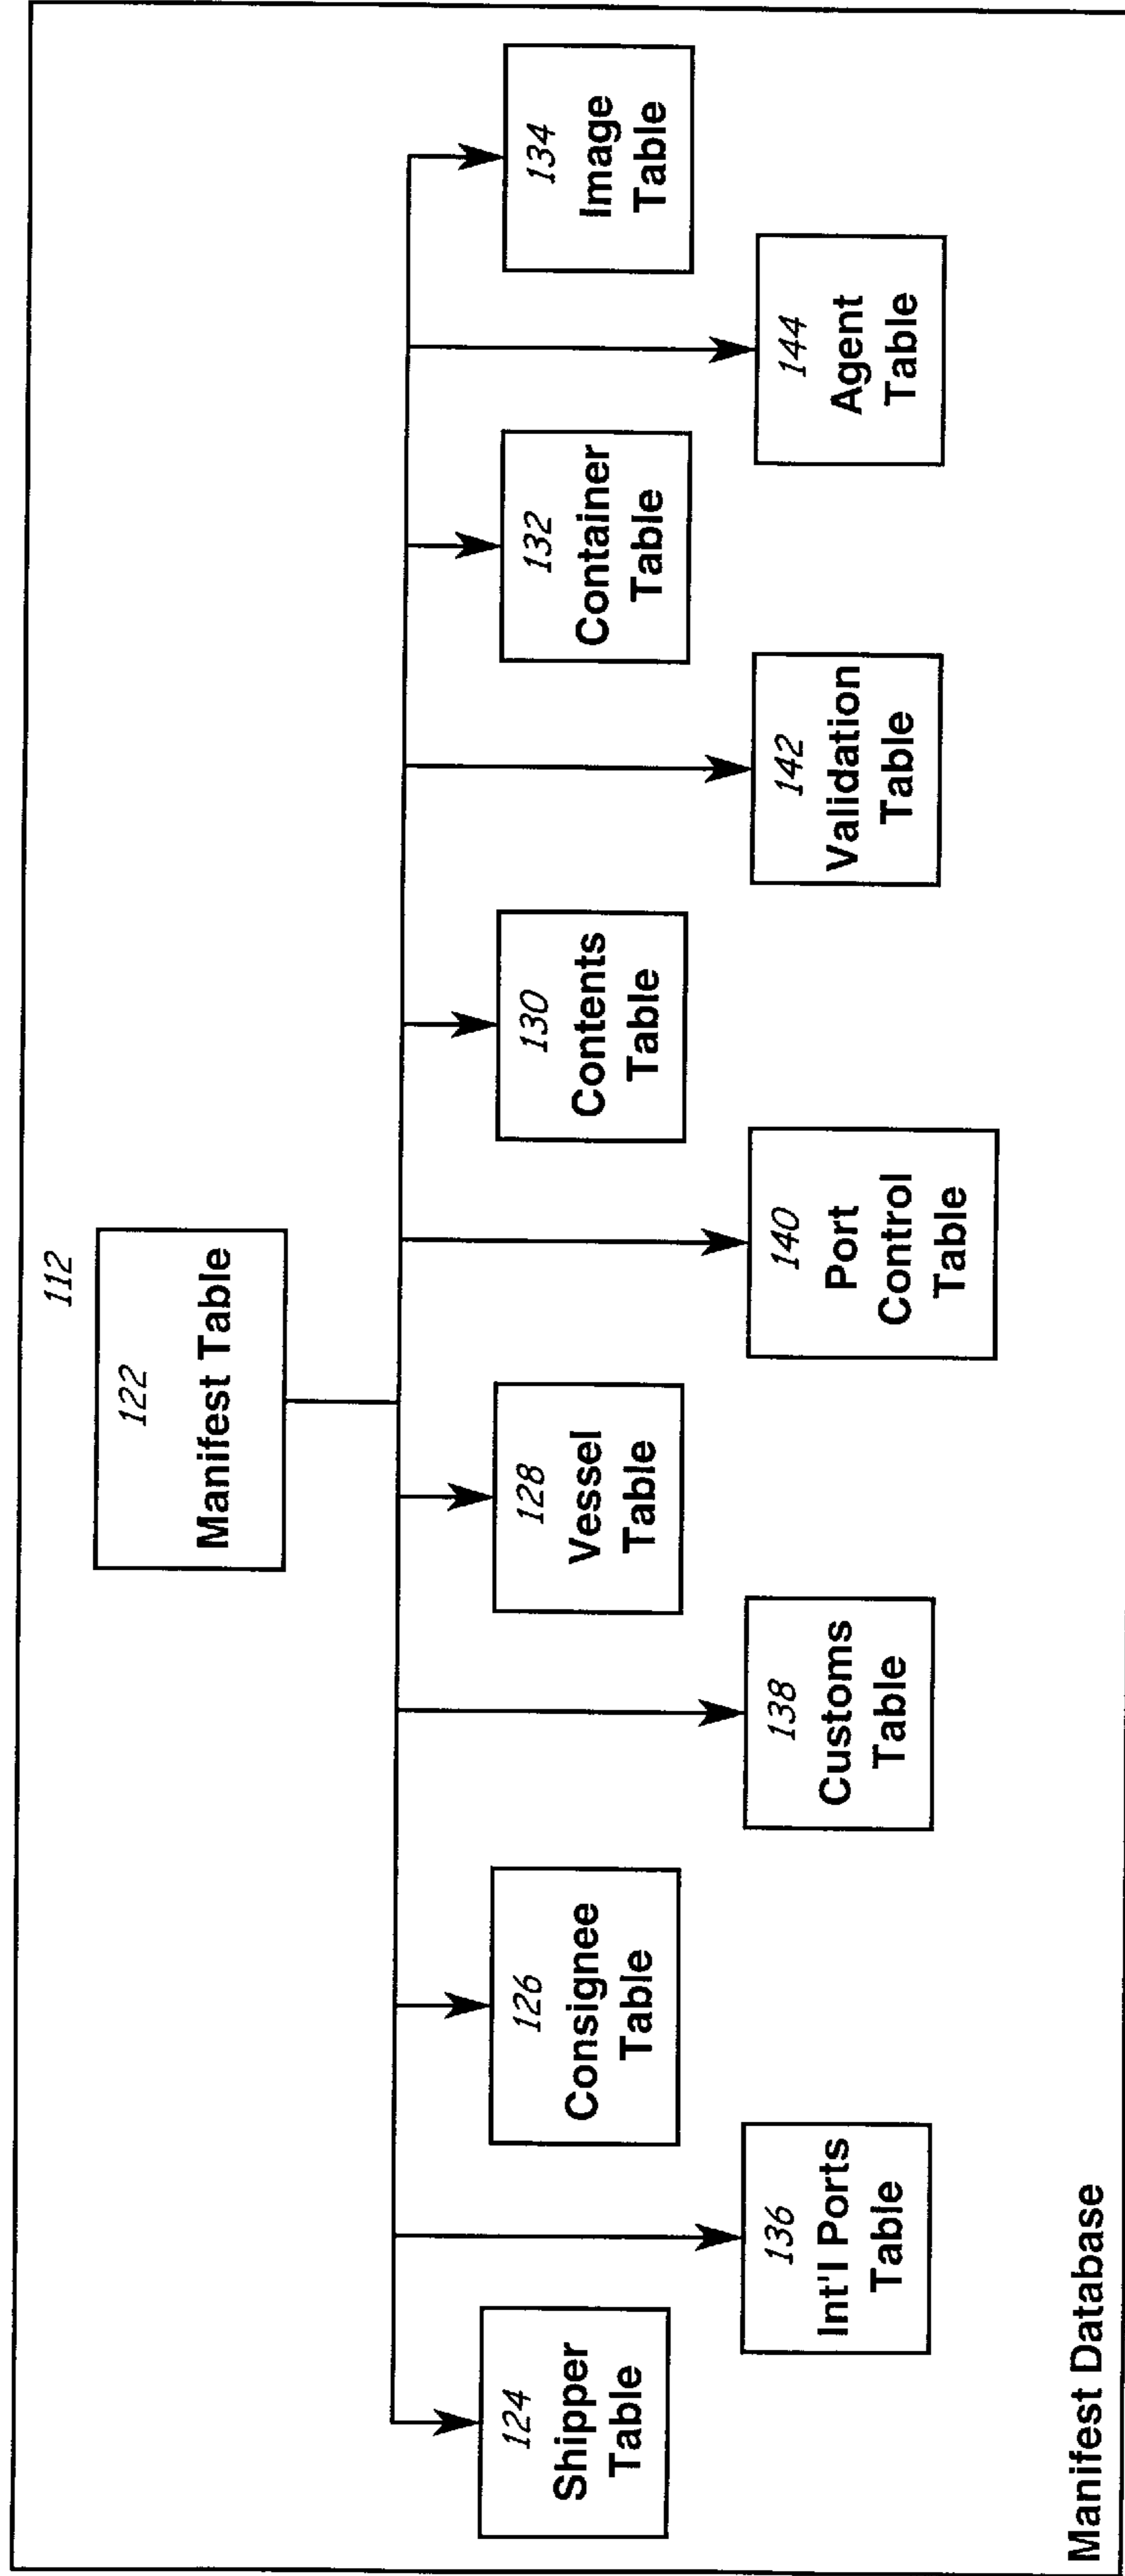 112
122
Manifest Table
124
Shipper
Table
126
Consignee
Table
128
Vessel
Table
130
Contents
Table
132
Container
Table
134
Image
Table
136
Int'l Ports
Table
138
Customs
Table
140
Port
Control
Table
142
Validation
Table
144
Agent
Table
Manifest Database